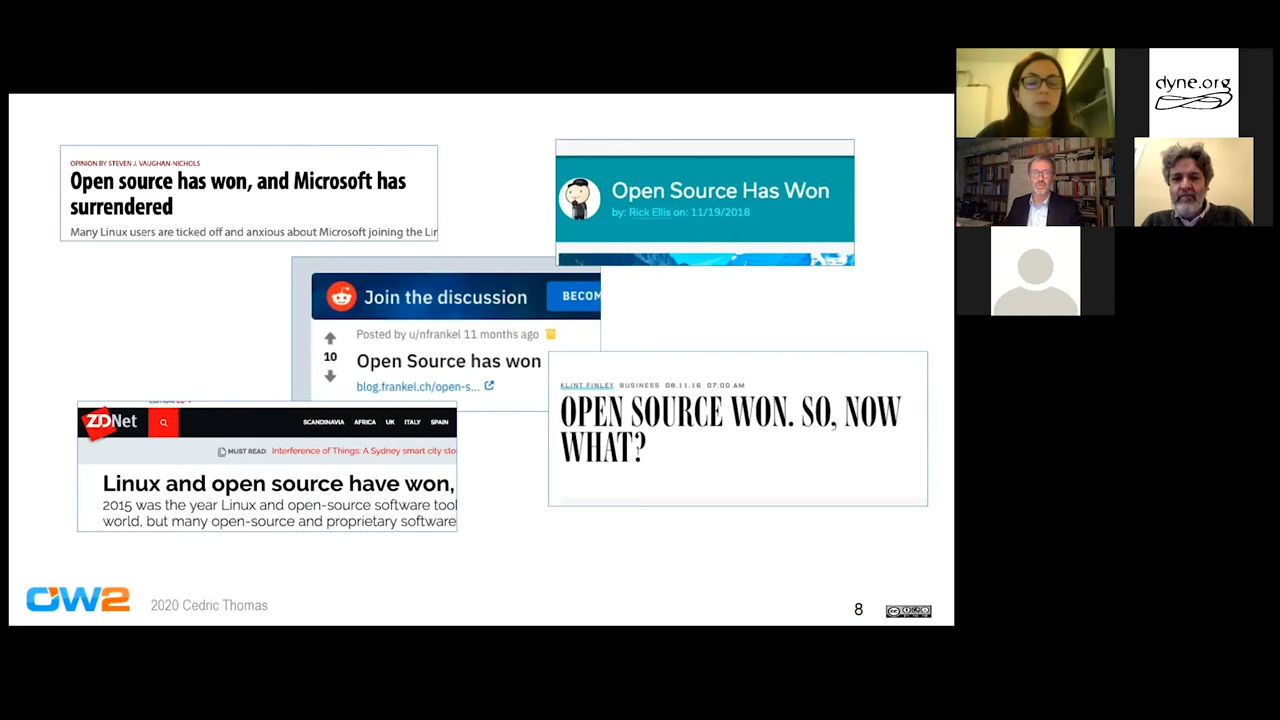 OPINION BY STEVEN J. VAUGHAN-NICHOLS
Open source has won, and Microsoft has
surrendered
Many Linux users are ticked off and anxious about Microsoft joining the Lin
Open Source Has Won
by: Rick Ellis on: 11/19/2018
Join the discussion
BECOM
Posted by u/nfrankel 11 months ago
10
Open Source has won
blog.frankel.ch/open-s...
ZDNet
SCANDINAVIA AFRICA UK ITALY SPAIN
MUST READ: Interference of Things: A Sydney smart city sto
Linux and open source have won,
2015 was the year Linux and open-source software took
world, but many open-source and proprietary software
KLINT FINLEY BUSINESS 08.11.16 07:00 AM
OPEN SOURCE WON. SO, NOW
WHAT?
OW2
2020 Cedric Thomas
8
dyne.org